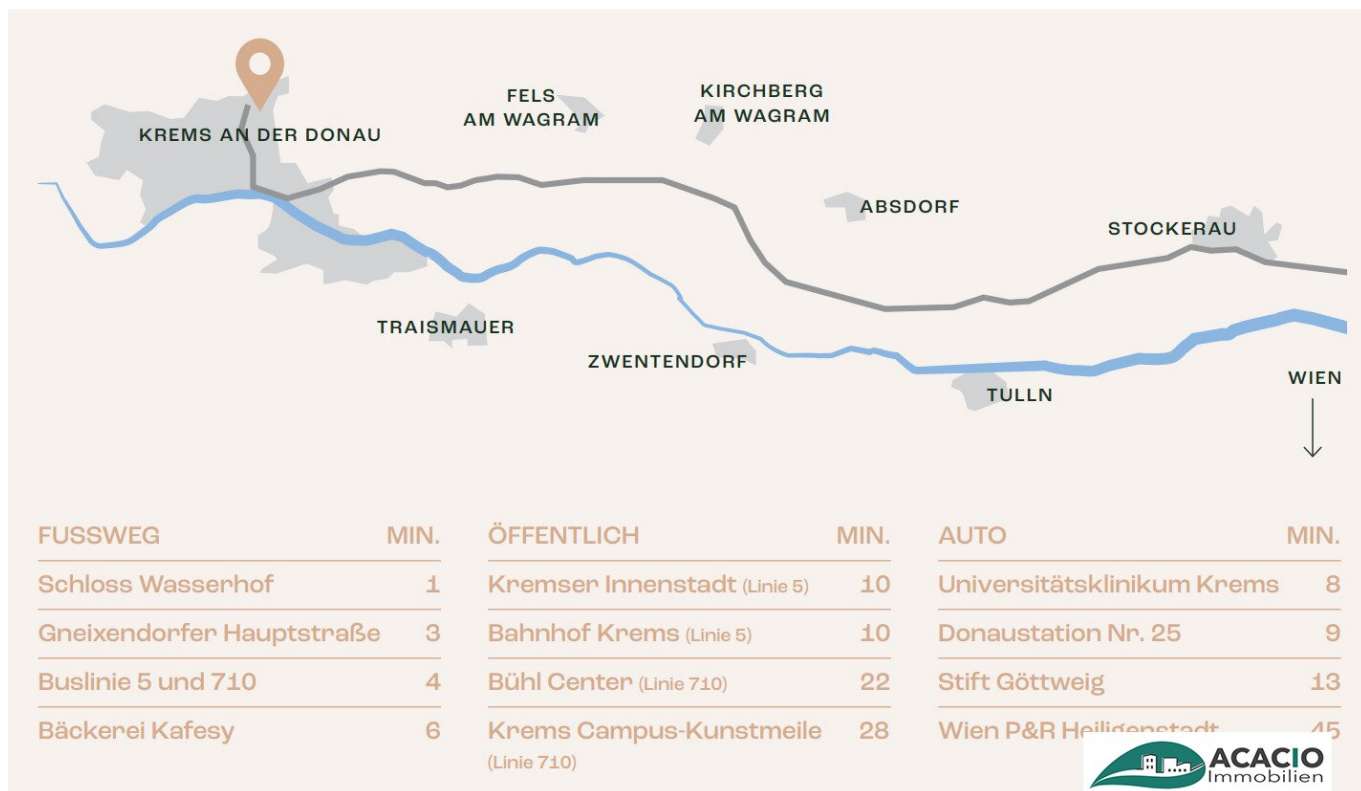 FELS
AM WAGRAM
KIRCHBERG
AM WAGRAM
KREMS AN DER DONAU
ABSDORF
STOCKERAU
TRAISMAUER
ZWENTENDORF
TULLN
WIEN
FUSSWEG MIN.
Schloss Wasserhof 1
Gneixendorfer Hauptstraße 3
Buslinie 5 und 710 4
Bäckerei Kafesy 6
ÖFFENTLICH MIN.
Kremser Innenstadt (Linie 5) 10
Bahnhof Krems (Linie 5) 10
Bühl Center (Linie 710) 22
Krems Campus-Kunstmeile 28
(Linie 710)
AUTO MIN.
Universitätsklinikum Krems 8
Donaustation Nr. 25 9
Stift Göttweig 13
Wien P&R Heiligenstadt 45
ACACIO
Immobilien